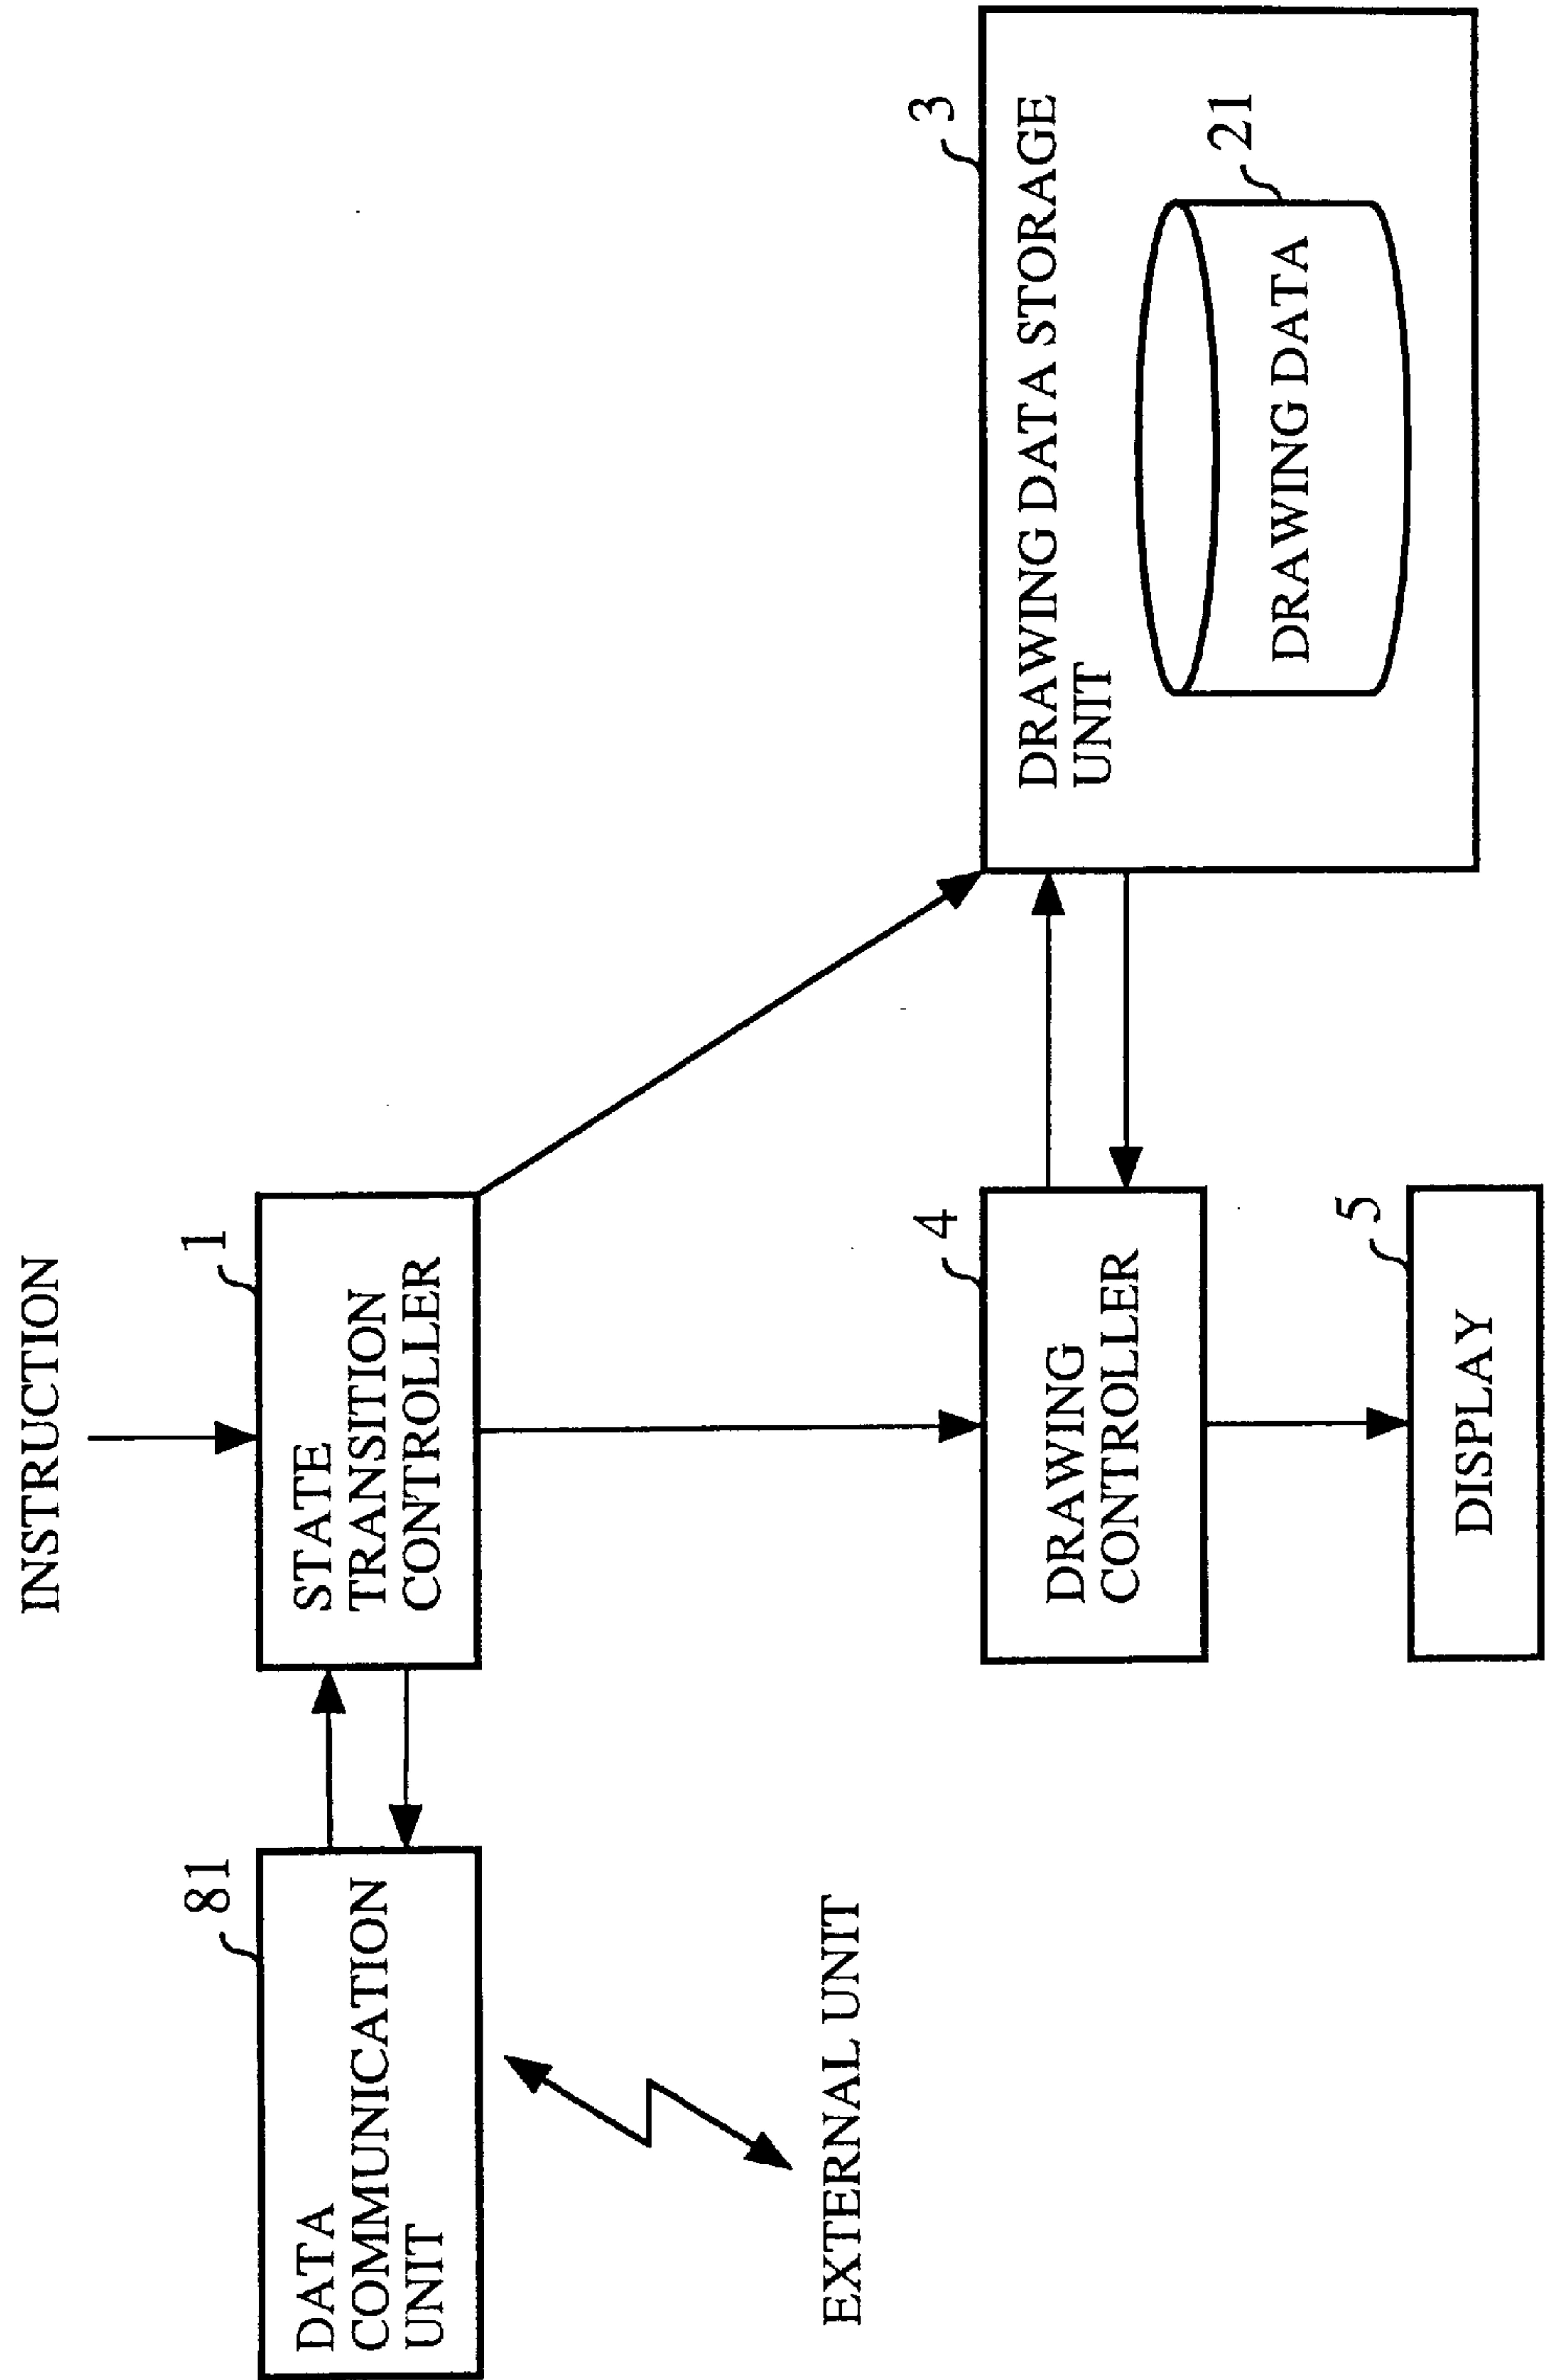 INSTRUCTION
81
DATA
COMMUNICATION
UNIT
1
STATE
TRANSITION
CONTROLLER
EXTERNAL UNIT
4
DRAWING
CONTROLLER
3
DRAWING DATA STORAGE
UNIT
21
DRAWING DATA
5
DISPLAY